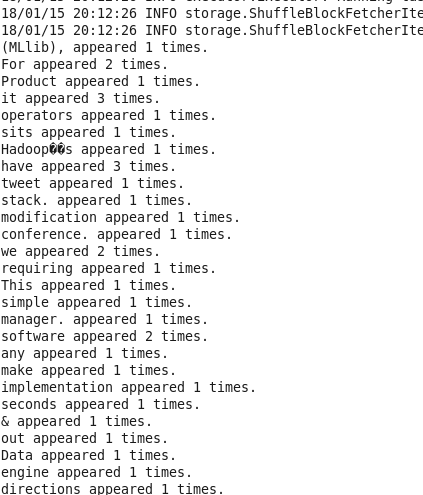 18/01/15 20:12:26 INFO storage.ShuffleBlockFetcherIte
18/01/15 20:12:26 INFO storage.ShuffleBlockFetcherIte
(MLlib), appeared 1 times.
For appeared 2 times.
Product appeared 1 times.
it appeared 3 times.
operators appeared 1 times.
sits appeared 1 times.
Hadoop��s appeared 1 times.
have appeared 3 times.
tweet appeared 1 times.
stack. appeared 1 times.
modification appeared 1 times.
conference. appeared 1 times.
we appeared 2 times.
requiring appeared 1 times.
This appeared 1 times.
simple appeared 1 times.
manager. appeared 1 times.
software appeared 2 times.
any appeared 1 times.
make appeared 1 times.
implementation appeared 1 times.
seconds appeared 1 times.
& appeared 1 times.
out appeared 1 times.
Data appeared 1 times.
engine appeared 1 times.
directions appeared 1 times.